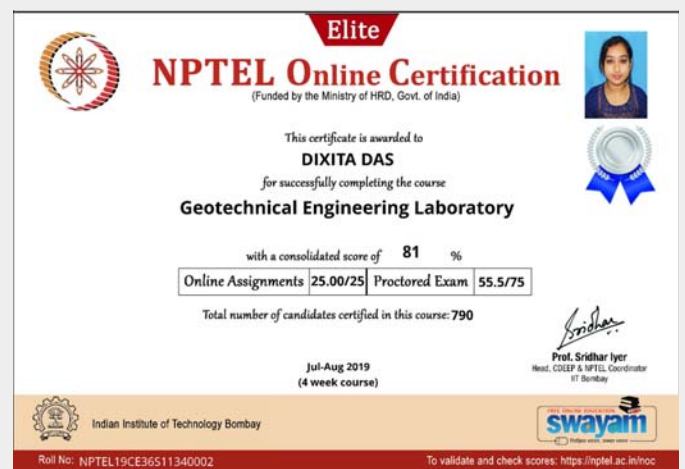 Elite
NPTEL Online Certification
(Funded by the Ministry of HRD, Govt. of India)
This certificate is awarded to
DIXITA DAS
for successfully completing the course
Geotechnical Engineering Laboratory
with a consolidated score of 81 %
Online Assignments 25.00/25 Proctored Exam 55.5/75
Total number of candidates certified in this course: 790
Prof. Sridhar Iyer
Head, CDEEP & NPTEL Coordinator
IIT Bombay
Jul-Aug 2019
(4 week course)
Indian Institute of Technology Bombay
FREE ONLINE EDUCATION
swayam
Roll No: NPTEL19CE36S11340002
To validate and check scores: https://nptel.ac.in/noc